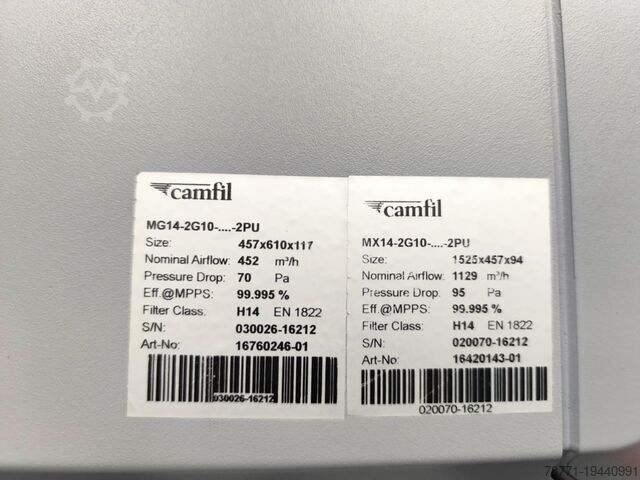 camfil
MG14-2G10-....-2PU
Size: 457x610x117
Nominal Airflow: 452 m³/h
Pressure Drop: 70 Pa
Eff.@MPPS: 99.995 %
Filter Class: H14 EN 1822
S/N: 030026-16212
Art-No: 16760246-01
030026-16212
camfil
MX14-2G10-....-2PU
Size: 1525x457x94
Nominal Airflow: 1129 m³/h
Pressure Drop: 95 Pa
Eff.@MPPS: 99.995 %
Filter Class: H14 EN 1822
S/N: 020070-16212
Art-No: 16420143-01
020070-16212
78771-19440991